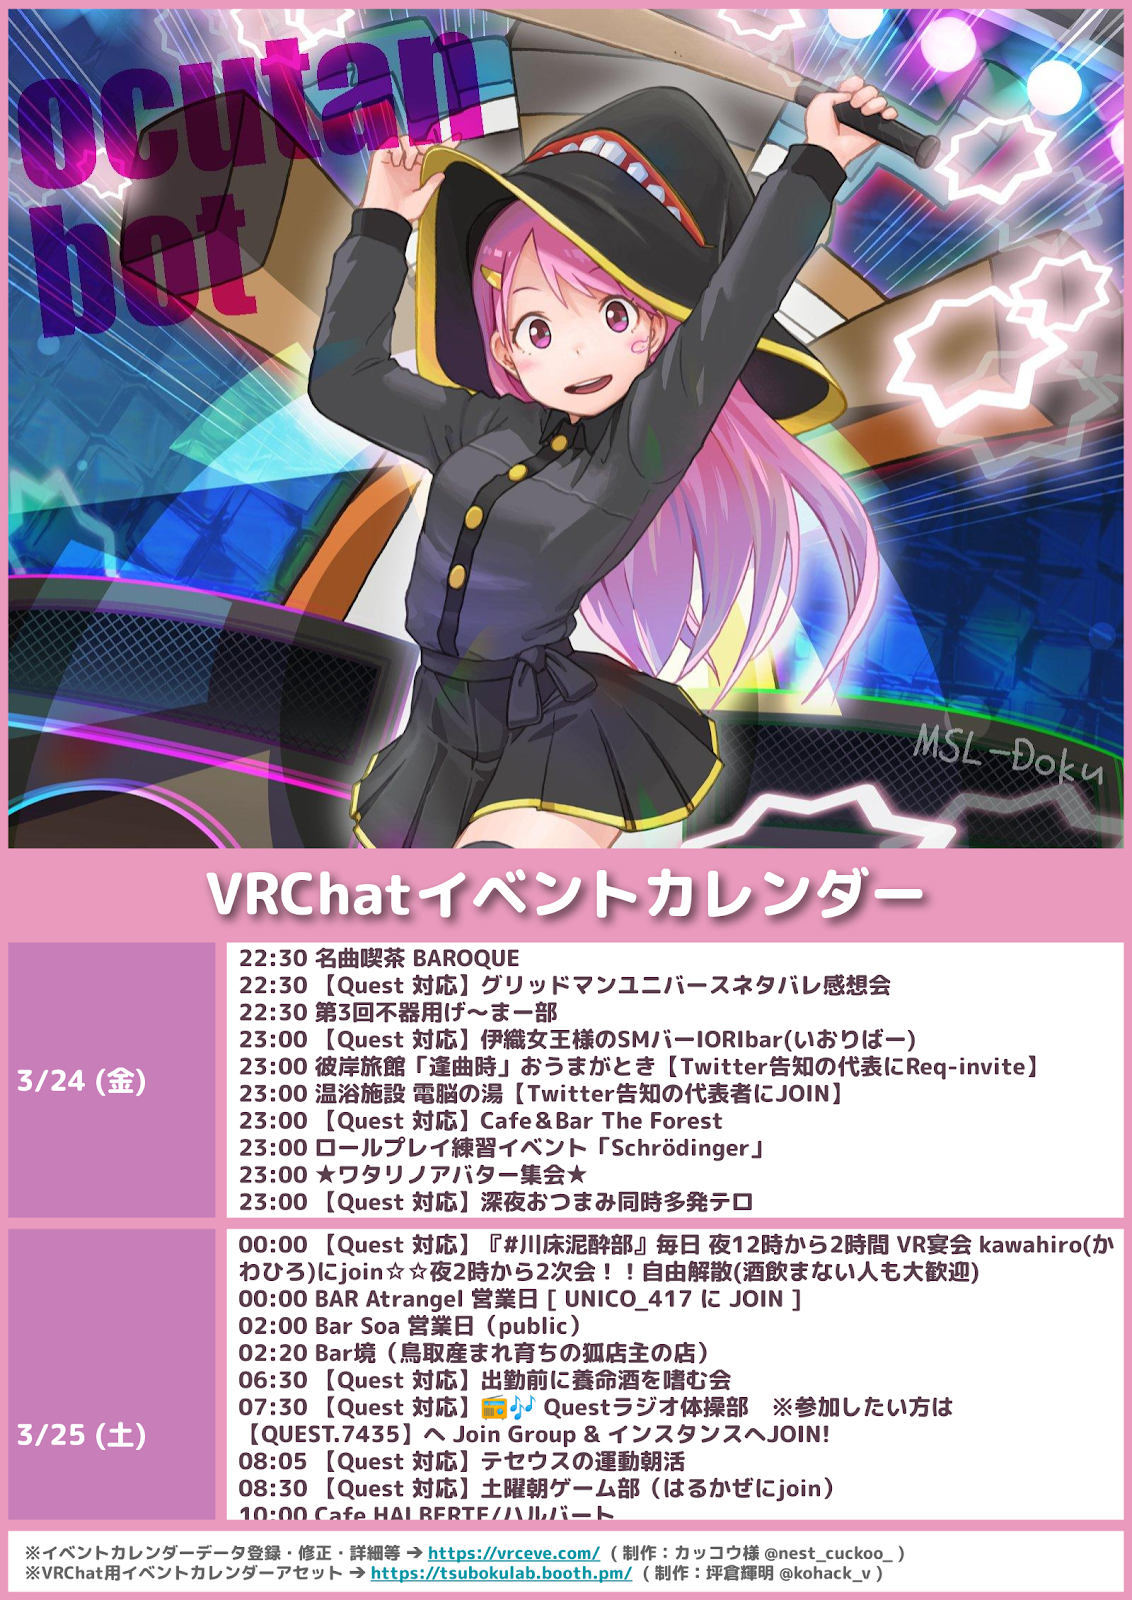 ocutan
bot
MSL-Doku
VRChatイベントカレンダー
3/24 (金)
22:30 名曲喫茶 BAROQUE
22:30 【Quest 対応】グリッドマンユニバースネタバレ感想会
22:30 第3回不器用げ～まー部
23:00 【Quest 対応】伊織女王様のSMバーIORIbar(いおりばー)
23:00 彼岸旅館「逢曲時」おうまがとき【Twitter告知の代表にReq-invite】
23:00 温浴施設 電脳の湯【Twitter告知の代表者にJOIN】
23:00 【Quest 対応】Cafe＆Bar The Forest
23:00 ロールプレイ練習イベント「Schrödinger」
23:00 ★ワタリノアバター集会★
23:00 【Quest 対応】深夜おつまみ同時多発テロ
3/25 (土)
00:00 【Quest 対応】『#川床泥酔部』毎日 夜12時から2時間 VR宴会 kawahiro(か
わひろ)にjoin☆☆夜2時から2次会！！自由解散(酒飲まない人も大歓迎)
00:00 BAR Atrangel 営業日 [ UNICO_417 に JOIN ]
02:00 Bar Soa 営業日（public）
02:20 Bar境（鳥取産まれ育ちの狐店主の店）
06:30 【Quest 対応】出勤前に養命酒を嗜む会
07:30 【Quest 対応】📻🎶 Questラジオ体操部　※参加したい方は
【QUEST.7435】へ Join Group & インスタンスへJOIN!
08:05 【Quest 対応】テセウスの運動朝活
08:30 【Quest 対応】土曜朝ゲーム部（はるかぜにjoin）
10:00 Cafe HALBERTE/ハルバート
※イベントカレンダーデータ登録・修正・詳細等 ➔ https://vrceve.com/ ( 制作：カッコウ様 @nest_cuckoo_ )
※VRChat用イベントカレンダーアセット ➔ https://tsubokulab.booth.pm/ ( 制作：坪倉輝明 @kohack_v )